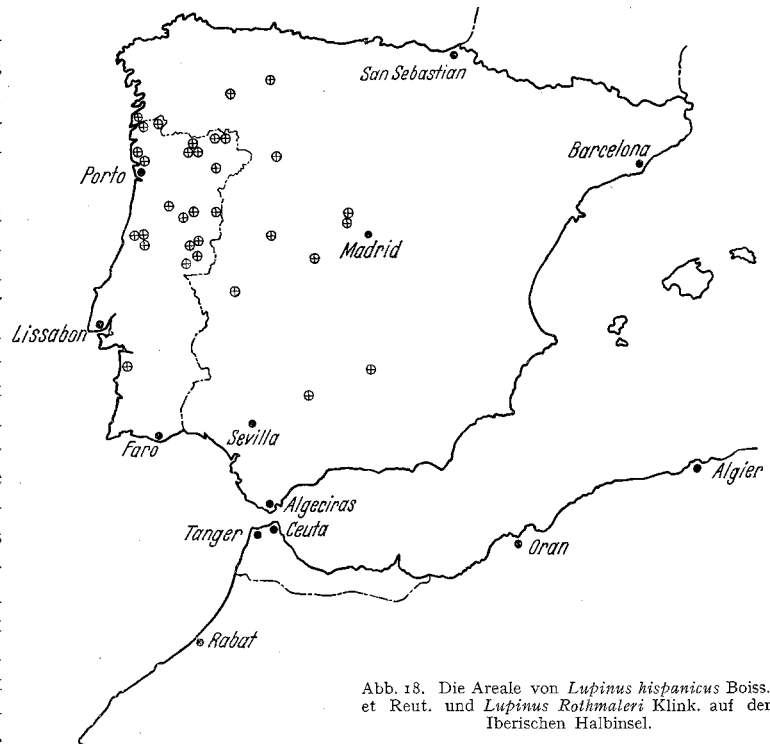 San Sebastian
Barcelona
Porto
Madrid
Lissabon
Sevilla
Faro
Algier
Algeciras
Tanger
Ceuta
Oran
Rabat
Abb. 18. Die Areale von Lupinus hispanicus Boiss.
et Reut. und Lupinus Rothmaleri Klink. auf der
Iberischen Halbinsel.